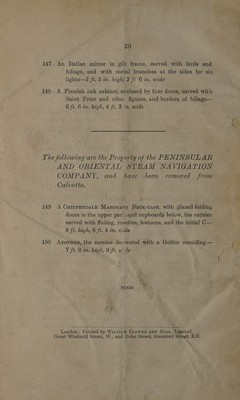 20
147 An Italian mirror in gilt frame, carved with birds and
foliage, and with metal branches at the sides for six
lights—3 ft. 3 in. high, 3 ft 6 in. wide
148 A Flemish oak cabinet, enclosed by four doors, carved with
Saint Peter and other figures, and borders of foliage—
6 ft. 6 in. high, 4 ft. 3 in. wide
The following are the Property of the PENINSULAR
AND ORIENTAL STEAM NAVIGATION
COMPANY, and have been removed from
Calcutta.
149 A Chippendale Mahogany Book-case, with glazed folding
doors in the upper part and cupboards below, the cornice
carved with fluting, rosettes, festoons, and the initial C—
9 ft. high, 6 ft. 4 in. wide
150 Another, the cornice decorated with a Gothic moulding—
7 ft. 9 in. high, 9 ft. wide
FINIS
London: Printed by William Clowes and Sons, Limited,
Great Windmill Street, W., and Duke Street, Stamford Street, S.E.